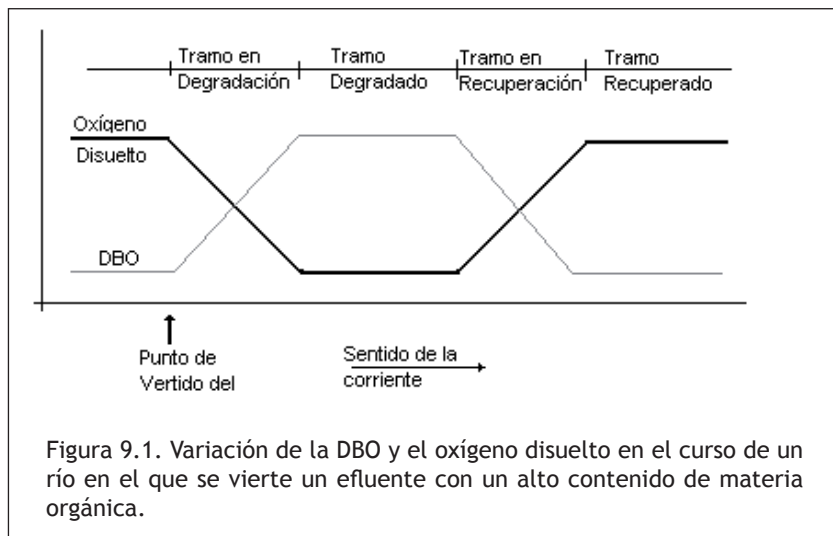 Tramo en
Degradación
Tramo
Degradado
Tramo en
Recuperación
Tramo
Recuperado
Oxígeno
Disuelto
DBO
Punto de
Vertido del
Sentido de la
corriente
Figura 9.1. Variación de la DBO y el oxígeno disuelto en el curso de un
río en el que se vierte un efluente con un alto contenido de materia
orgánica.